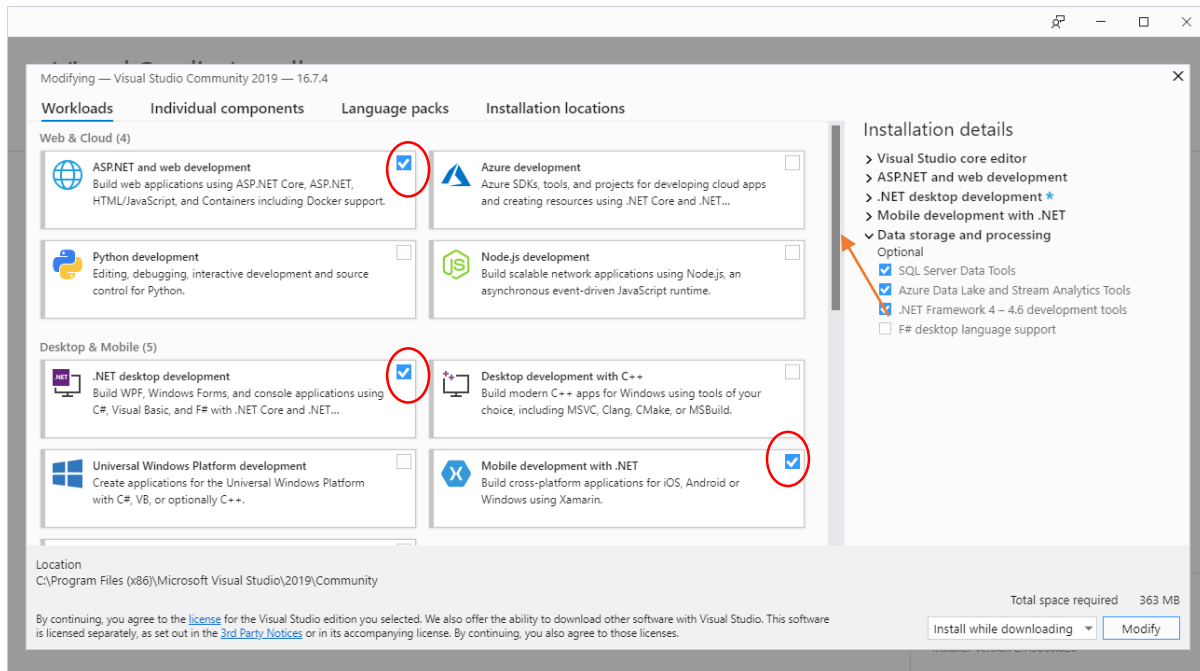 Modifying — Visual Studio Community 2019 — 16.7.4
Workloads
Individual components
Language packs
Installation locations
Web & Cloud (4)
ASP.NET and web development
Build web applications using ASP.NET Core, ASP.NET,
HTML/JavaScript, and Containers including Docker support.
Azure development
Azure SDKs, tools, and projects for developing cloud apps
and creating resources using .NET Core and .NET...
Python development
Editing, debugging, interactive development and source
control for Python.
Node.js development
Build scalable network applications using Node.js, an
asynchronous event-driven JavaScript runtime.
Desktop & Mobile (5)
.NET
.NET desktop development
Build WPF, Windows Forms, and console applications using
C#, Visual Basic, and F# with .NET Core and .NET...
Desktop development with C++
Build modern C++ apps for Windows using tools of your
choice, including MSVC, Clang, CMake, or MSBuild.
Universal Windows Platform development
Create applications for the Universal Windows Platform
with C#, VB, or optionally C++.
Mobile development with .NET
Build cross-platform applications for iOS, Android or
Windows using Xamarin.
Installation details
Visual Studio core editor
ASP.NET and web development
.NET desktop development *
Mobile development with .NET
Data storage and processing
Optional
SQL Server Data Tools
Azure Data Lake and Stream Analytics Tools
.NET Framework 4 – 4.6 development tools
F# desktop language support
Location
C:\Program Files (x86)\Microsoft Visual Studio\2019\Community
By continuing, you agree to the license for the Visual Studio edition you selected. We also offer the ability to download other software with Visual Studio. This software
is licensed separately, as set out in the 3rd Party Notices or in its accompanying license. By continuing, you also agree to those licenses.
Total space required 363 MB
Install while downloading
Modify